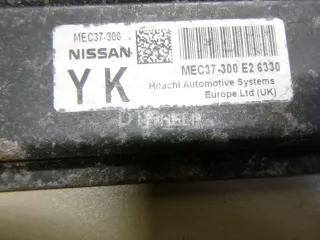 MEC37-300
NISSAN
YK
MEC37-300 E2 6330
Hitachi Automotive Systems
Europe.Ltd (UK)